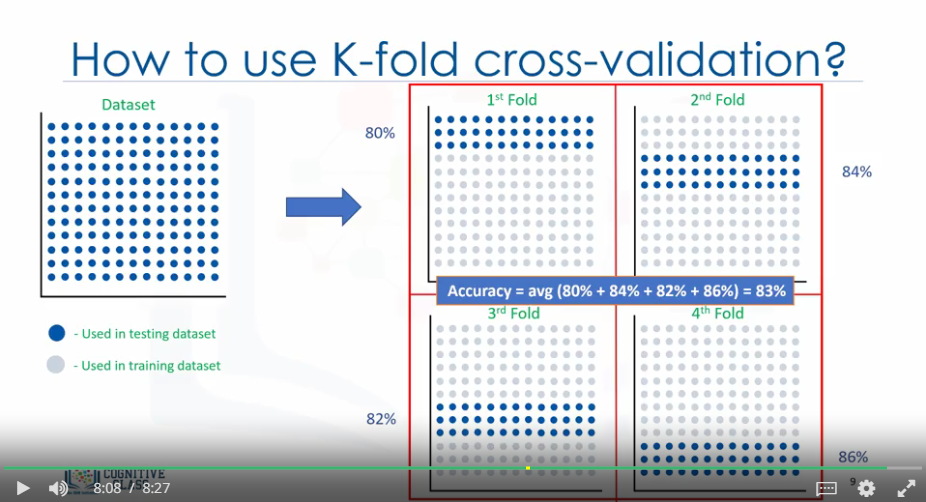 How to use K-fold cross-validation?
Dataset
1st Fold
2nd Fold
80%
84%
Accuracy = avg (80% + 84% + 82% + 86%) = 83%
3rd Fold
4th Fold
- Used in testing dataset
- Used in training dataset
82%
86%
COGNITIVE
CLASS
9
8:08 / 8:27